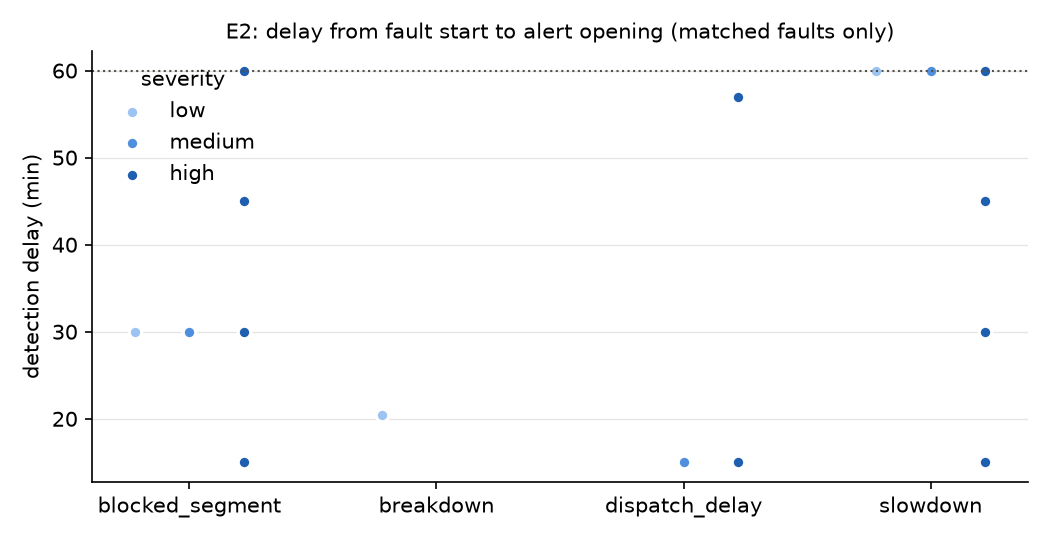 E2: delay from fault start to alert opening (matched faults only)
detection delay (min)
60
50
40
30
20
severity
low
medium
high
blocked_segment
breakdown
dispatch_delay
slowdown